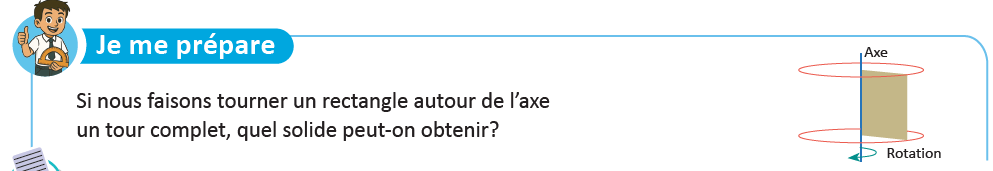 Je me prépare
Axe
Si nous faisons tourner un rectangle autour de l’axe
un tour complet, quel solide peut-on obtenir?
Rotation